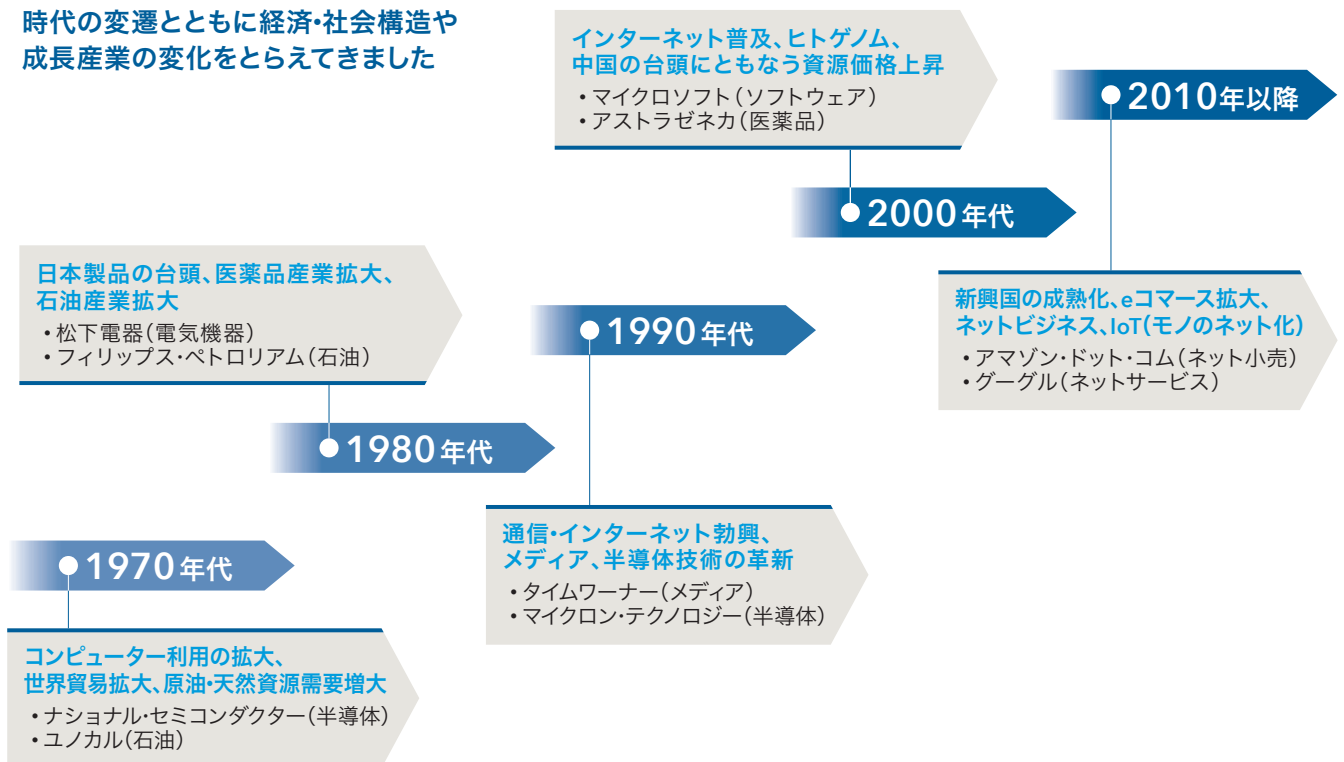 時代の変遷とともに経済・社会構造や
成長産業の変化をとらえてきました
インターネット普及、ヒトゲノム、
中国の台頭にともなう資源価格上昇
・マイクロソフト(ソフトウェア)
・アストラゼネカ(医薬品)
2010年以降
2000年代
日本製品の台頭、医薬品産業拡大、
石油産業拡大
・松下電器(電気機器)
・フィリップス・ペトロリアム(石油)
1990年代
新興国の成熟化、eコマース拡大、
ネットビジネス、IoT(モノのネット化)
・アマゾン・ドット・コム(ネット小売)
・グーグル(ネットサービス)
1980年代
通信・インターネット勃興、
メディア、半導体技術の革新
・タイムワーナー(メディア)
・マイクロン・テクノロジー(半導体)
1970年代
コンピューター利用の拡大、
世界貿易拡大、原油・天然資源需要増大
・ナショナル・セミコンダクター(半導体)
・ユノカル(石油)